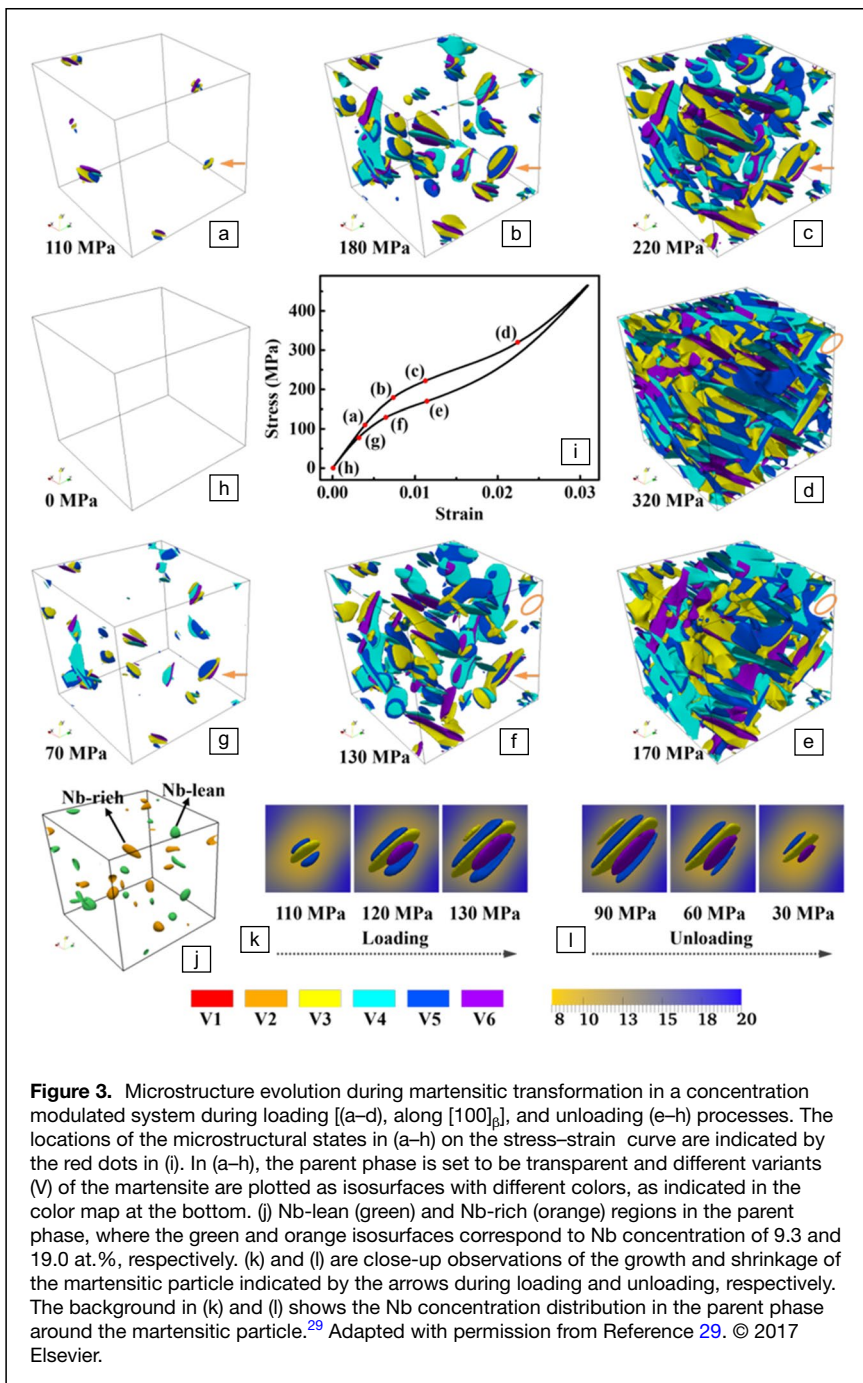 110 MPa
a
180 MPa
b
220 MPa
c
0 MPa
h
Stress (MPa)
400
300
200
100
0
(a)
(b)
(c)
(d)
(e)
(f)
(g)
(h)
i
0.00 0.01 0.02 0.03
Strain
320 MPa
d
70 MPa
g
130 MPa
f
170 MPa
e
Nb-rich
Nb-lean
j
110 MPa 120 MPa 130 MPa
k
Loading
90 MPa 60 MPa 30 MPa
l
Unloading
V1 V2 V3 V4 V5 V6
8 10 13 15 18 20
Figure 3. Microstructure evolution during martensitic transformation in a concentration
modulated system during loading [(a–d), along [100]β], and unloading (e–h) processes. The
locations of the microstructural states in (a–h) on the stress–strain curve are indicated by
the red dots in (i). In (a–h), the parent phase is set to be transparent and different variants
(V) of the martensite are plotted as isosurfaces with different colors, as indicated in the
color map at the bottom. (j) Nb-lean (green) and Nb-rich (orange) regions in the parent
phase, where the green and orange isosurfaces correspond to Nb concentration of 9.3 and
19.0 at.%, respectively. (k) and (l) are close-up observations of the growth and shrinkage of
the martensitic particle indicated by the arrows during loading and unloading, respectively.
The background in (k) and (l) shows the Nb concentration distribution in the parent phase
around the martensitic particle.29 Adapted with permission from Reference 29. © 2017
Elsevier.